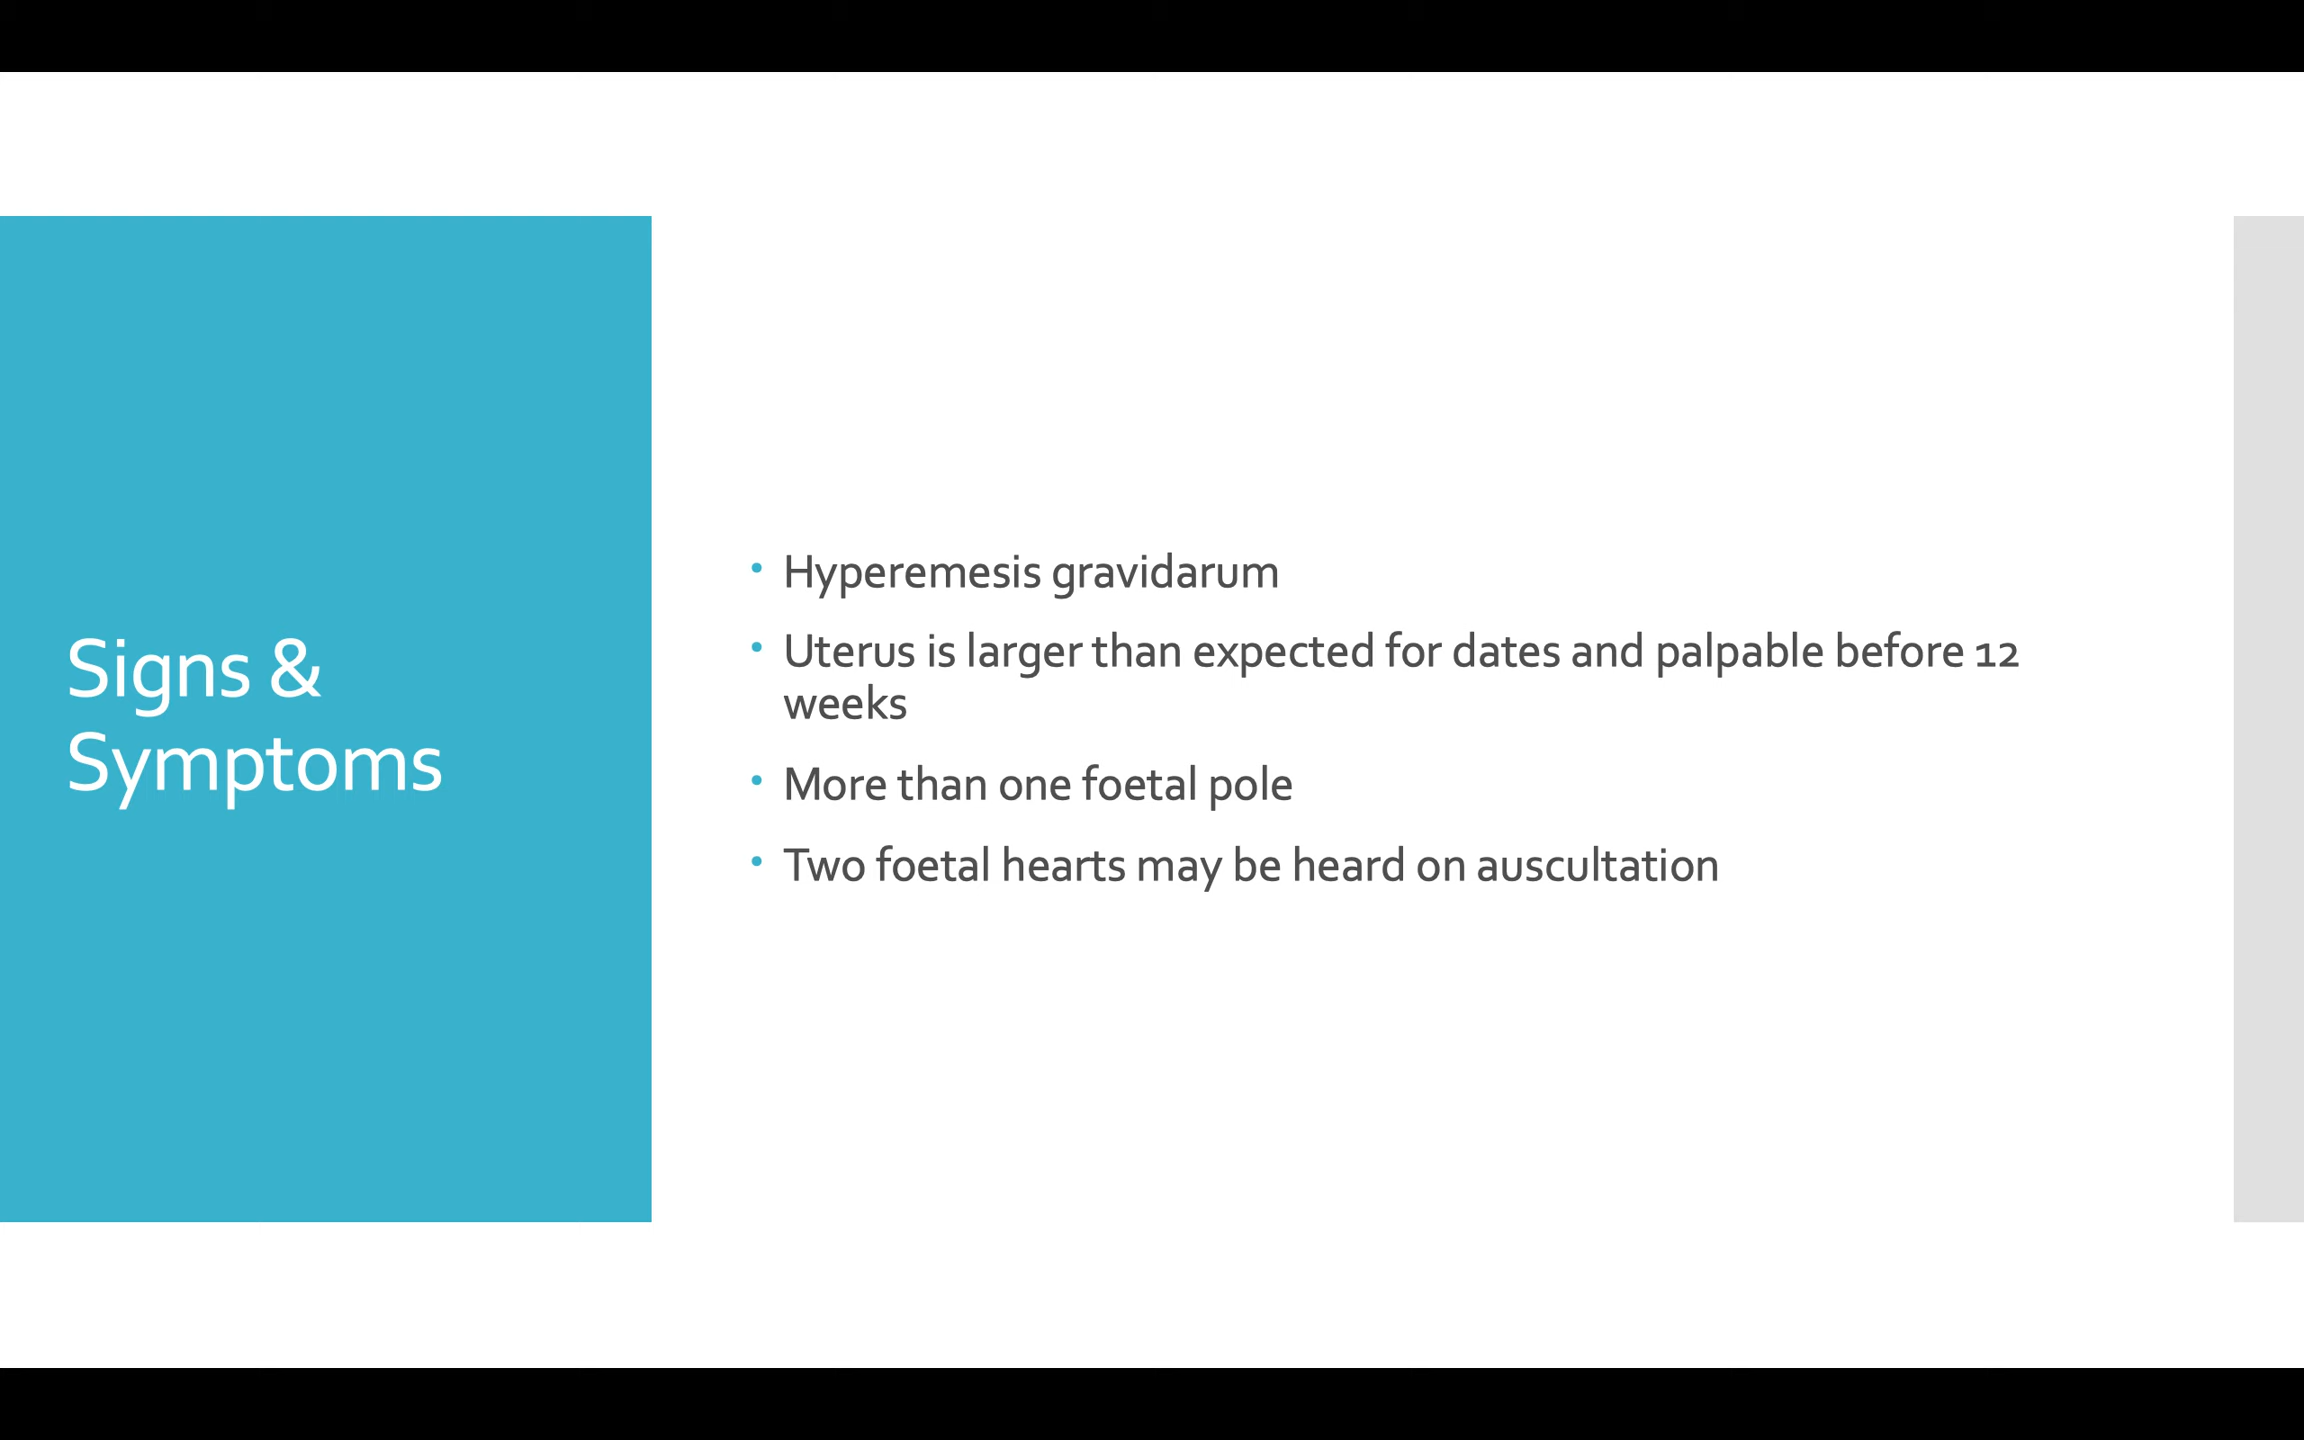 Signs &
Symptoms
• Hyperemesis gravidarum
• Uterus is larger than expected for dates and palpable before 12
weeks
• More than one foetal pole
• Two foetal hearts may be heard on auscultation